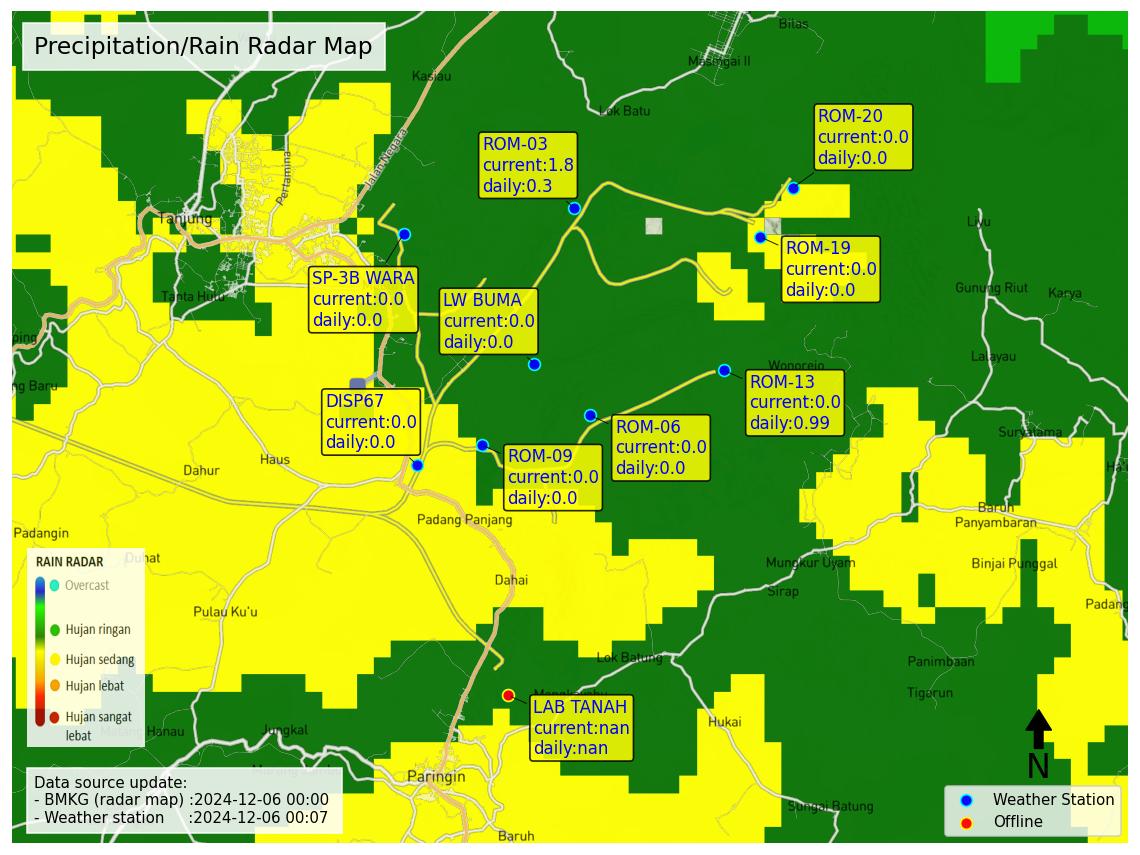 Precipitation/Rain Radar Map
Bilas
Masingai II
Kasiau
Lok Batu
Jalan Negara
Pertamina
Tanjung
Tanta Hulu
ROM-03
current:1.8
daily:0.3
ROM-20
current:0.0
daily:0.0
ROM-19
current:0.0
daily:0.0
SP-3B WARA
current:0.0
daily:0.0
LW BUMA
current:0.0
daily:0.0
Liyu
Gunung Riut
Karya
Lalayau
Wonorejo
ping
ng Baru
DISP67
current:0.0
daily:0.0
ROM-13
current:0.0
daily:0.99
ROM-06
current:0.0
daily:0.0
ROM-09
current:0.0
daily:0.0
Suryatama
Haus
Dahur
Padang Panjang
Baruh
Panyambaran
Padangin
Mungkur Uyam
Binjai Punggal
Dahai
Sirap
Padang
Pulau Ku'u
RAIN RADAR
Overcast
Hujan ringan
Hujan sedang
Hujan lebat
Hujan sangat
lebat
Lok Batung
Panimbaan
Tigarun
LAB TANAH
current:nan
daily:nan
Hukai
Jungkal
Hanau
Paringin
Sungai Batung
Baruh
N
Data source update:
- BMKG (radar map) :2024-12-06 00:00
- Weather station :2024-12-06 00:07
Weather Station
Offline